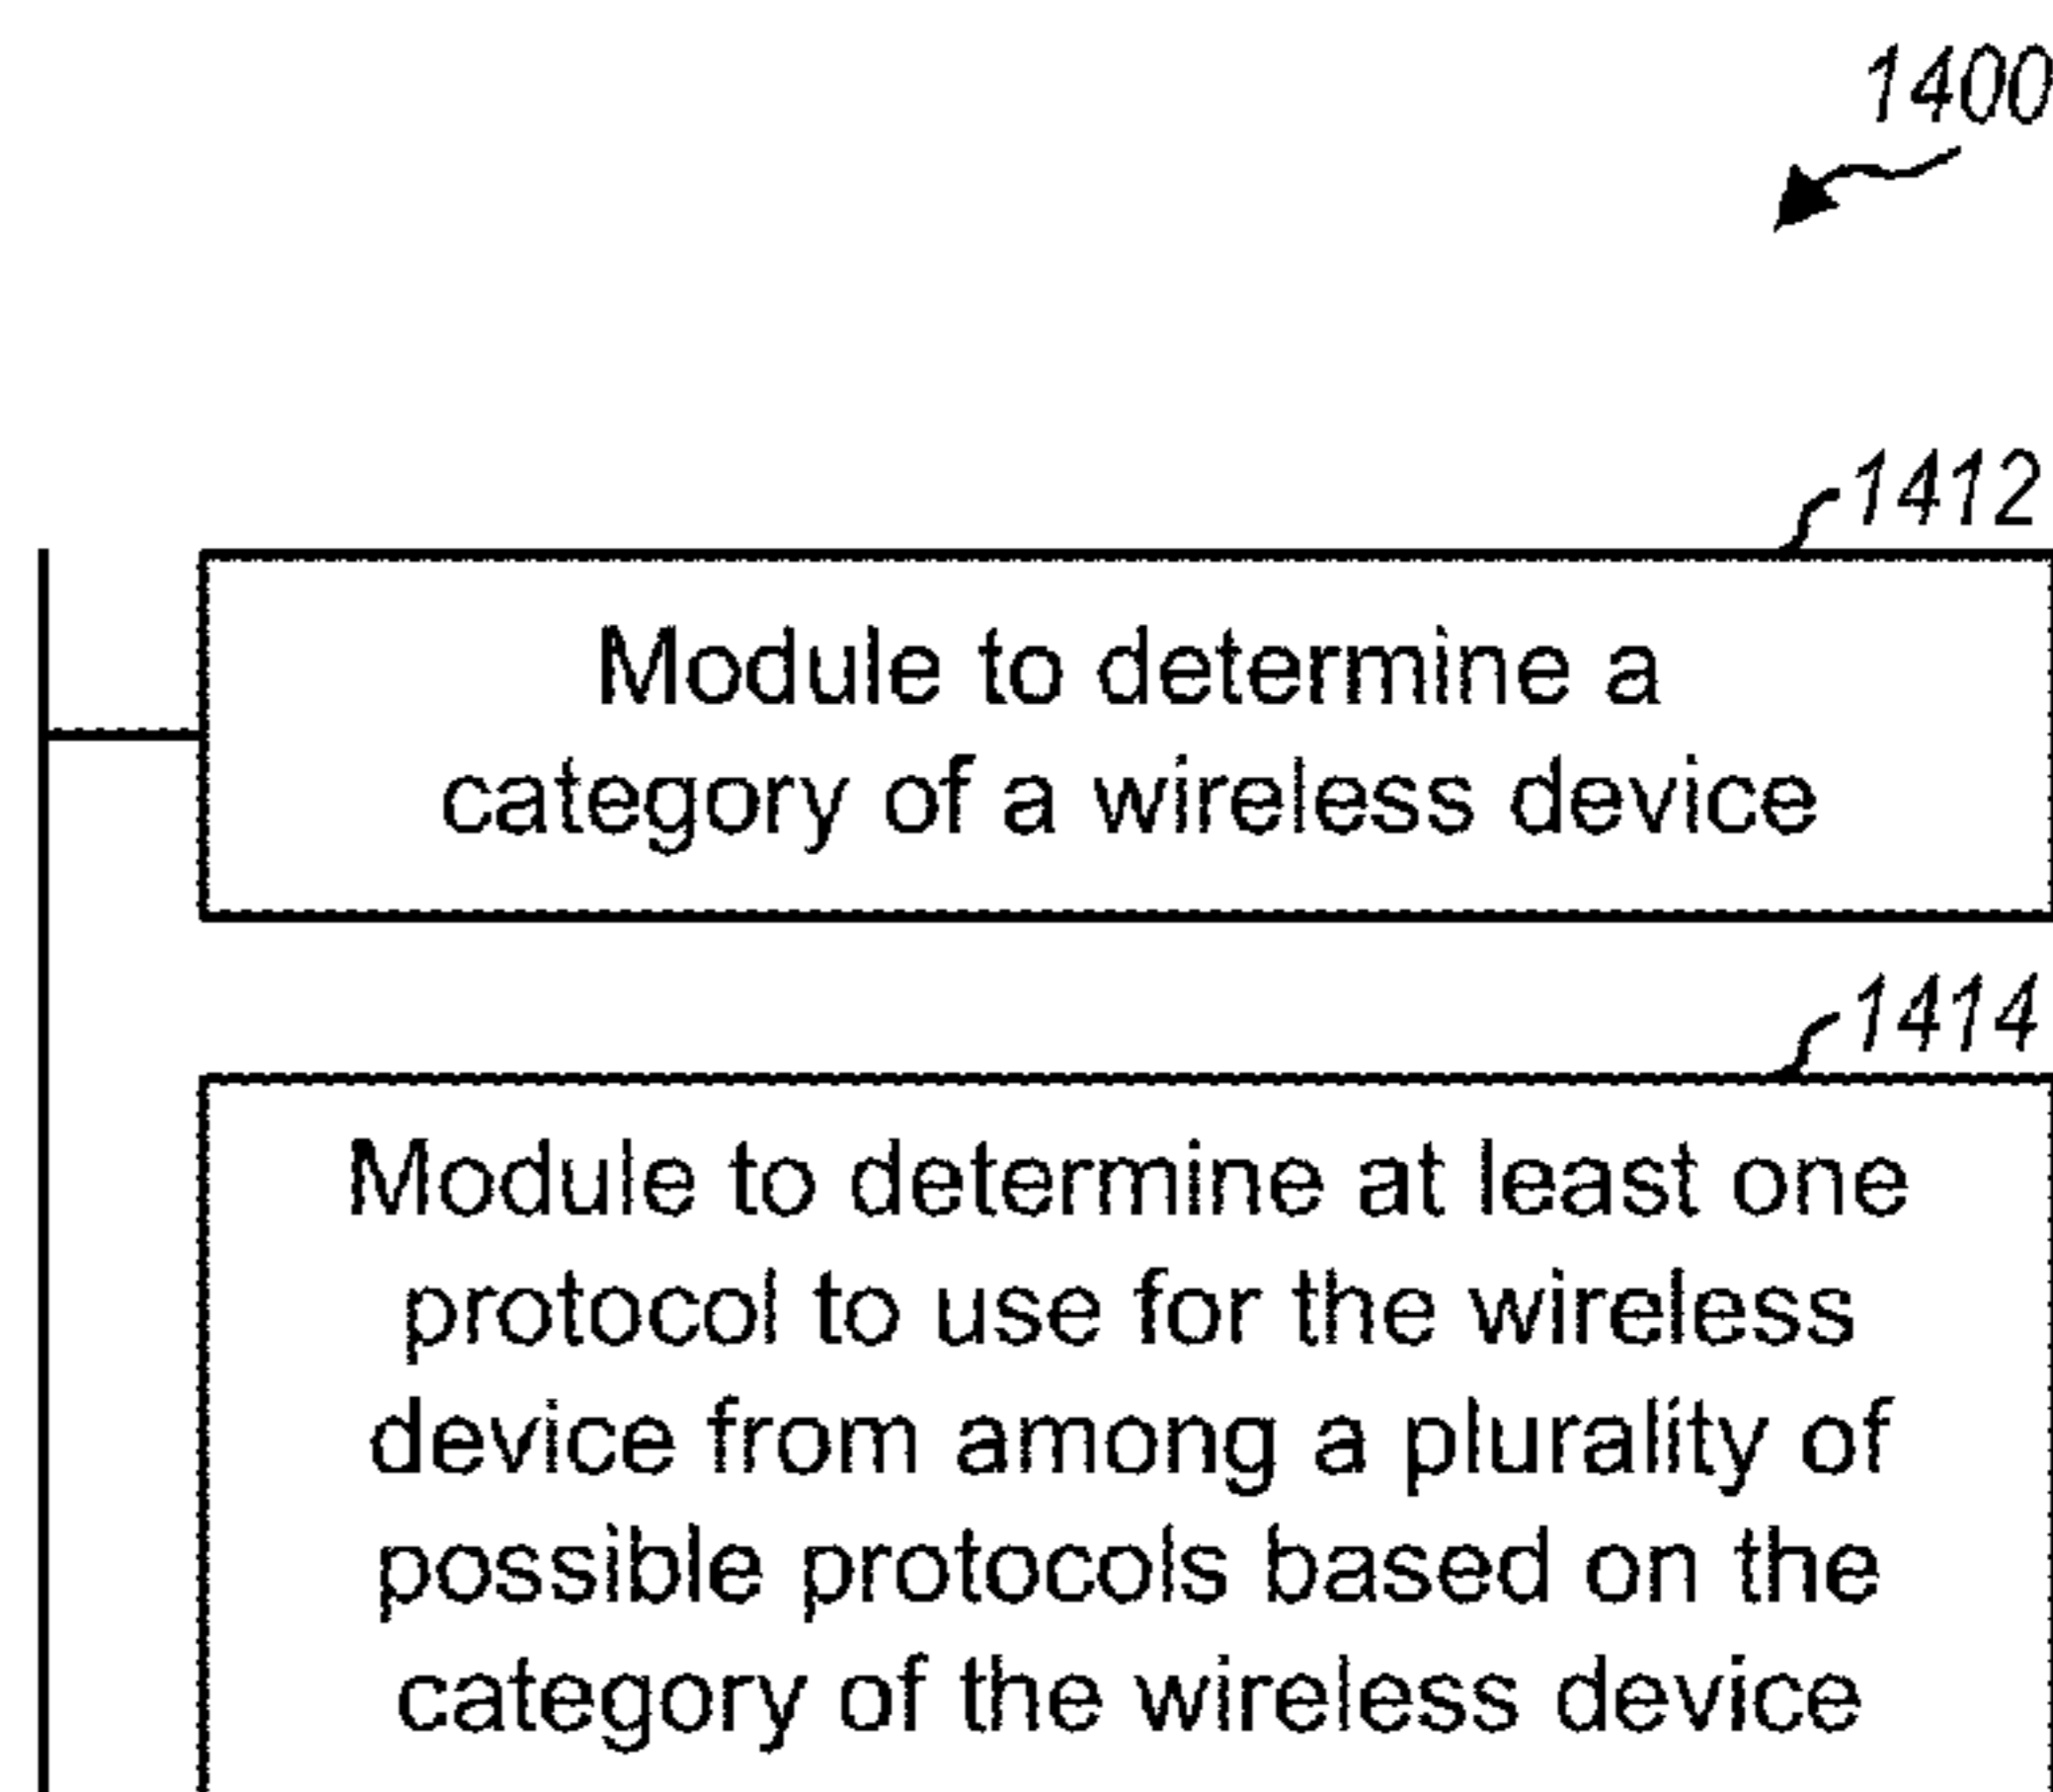 1400
1412
Module to determine a
category of a wireless device
1414
Module to determine at least one
protocol to use for the wireless
device from among a plurality of
possible protocols based on the
category of the wireless device